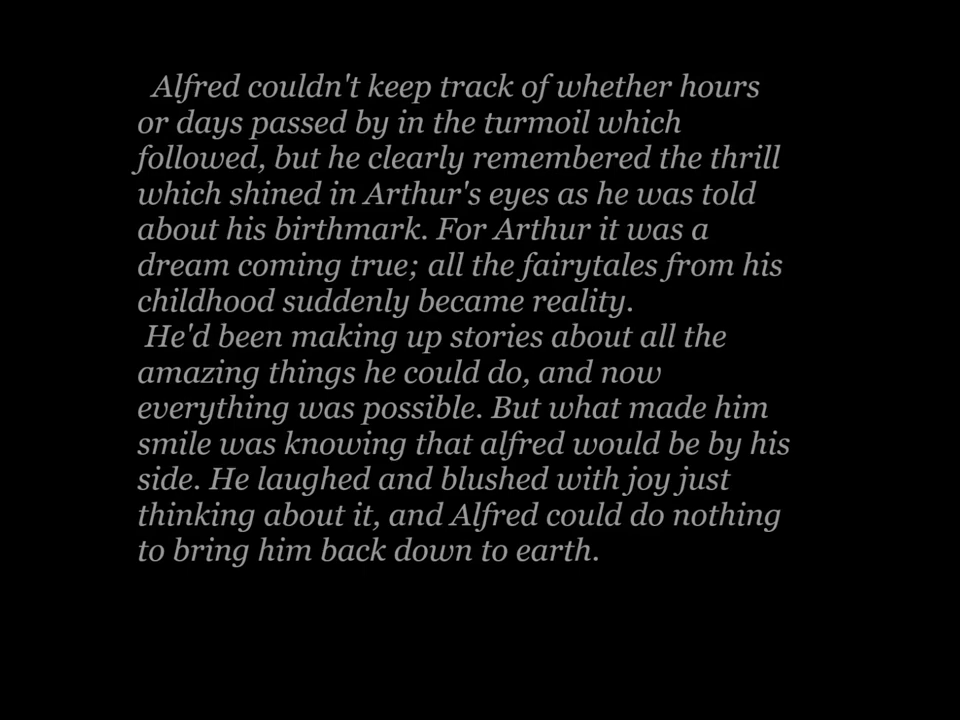 Alfred couldn't keep track of whether hours
or days passed by in the turmoil which
followed, but he clearly remembered the thrill
which shined in Arthur's eyes as he was told
about his birthmark. For Arthur it was a
dream coming true; all the fairytales from his
childhood suddenly became reality.
He'd been making up stories about all the
amazing things he could do, and now
everything was possible. But what made him
smile was knowing that alfred would be by his
side. He laughed and blushed with joy just
thinking about it, and Alfred could do nothing
to bring him back down to earth.